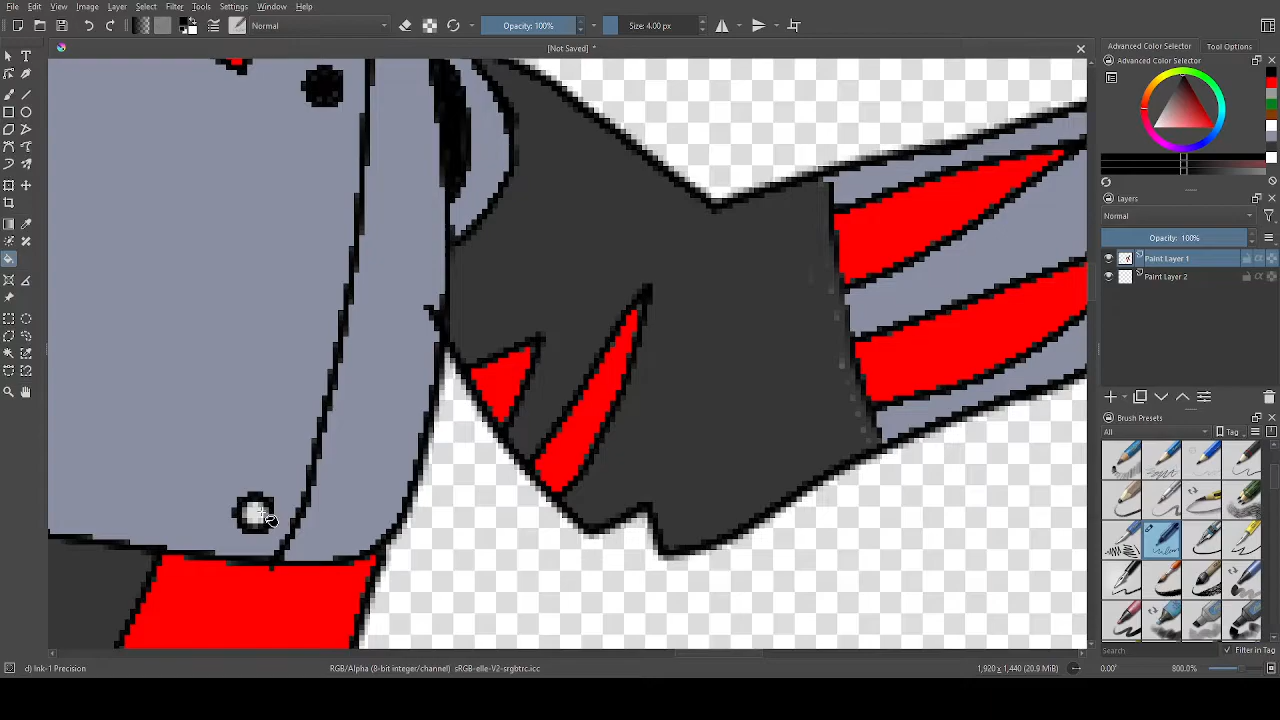 File Edit View Image Layer Select Filter Tools Settings Window Help
Normal Opacity: 100% Size: 4.00 px
[Not Saved] *
Advanced Color Selector Tool Options
Advanced Color Selector
Layers
Normal
Opacity: 100%
Paint Layer 1
Paint Layer 2
Brush Presets
All Tag
Search Filter in Tag
d) Ink-1 Precision RGB/Alpha (8-bit integer/channel) sRGB-elle-V2-srgbtrc.icc 1,920 x 1,440 (20.9 MiB) 0.00° 800.0%